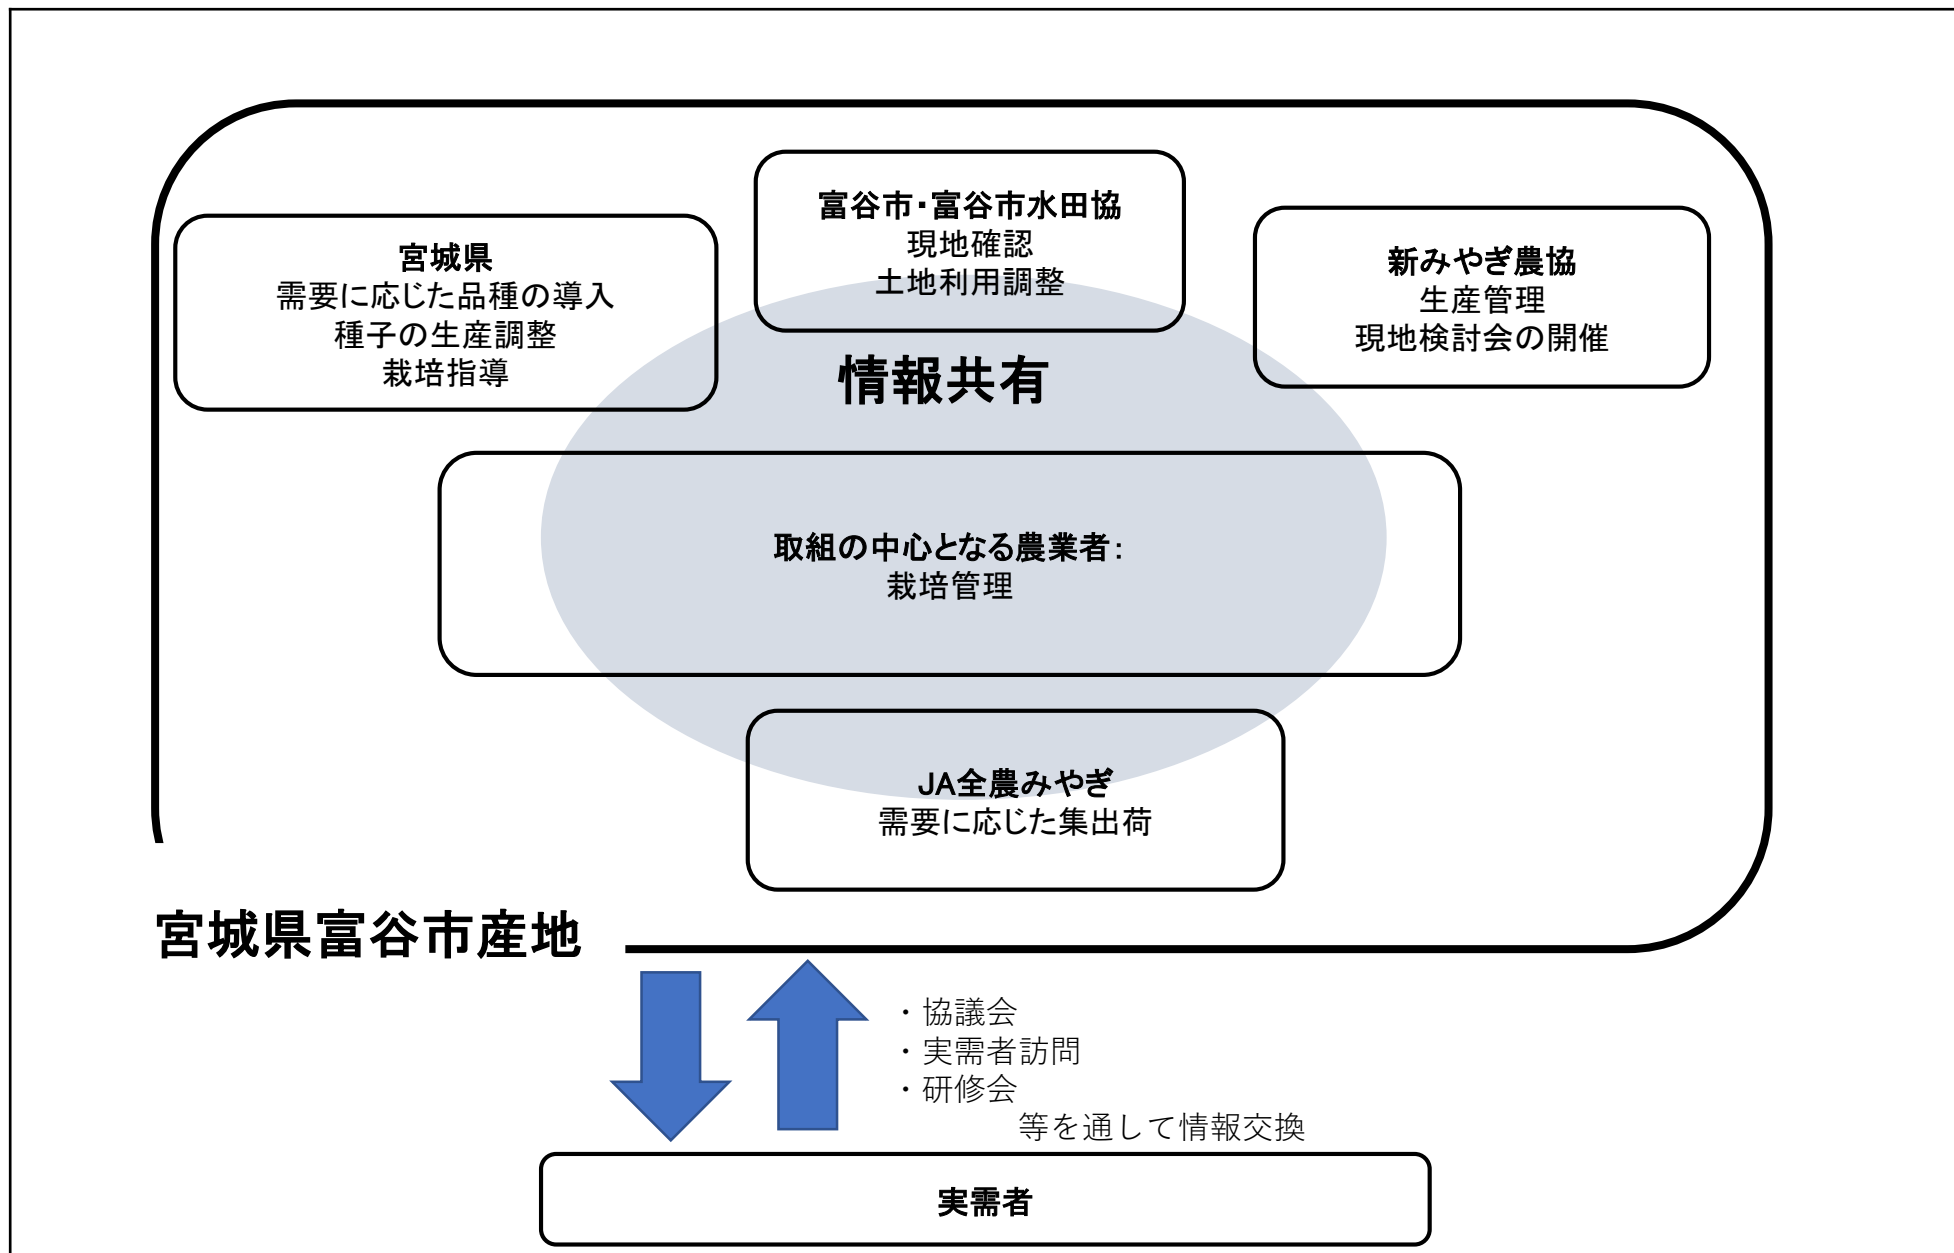 富谷市・富谷市水田協
現地確認
土地利用調整
宮城県
需要に応じた品種の導入
種子の生産調整
栽培指導
新みやぎ農協
生産管理
現地検討会の開催
情報共有
取組の中心となる農業者：
栽培管理
JA全農みやぎ
需要に応じた集出荷
宮城県富谷市産地
・協議会
・実需者訪問
・研修会
等を通して情報交換
実需者